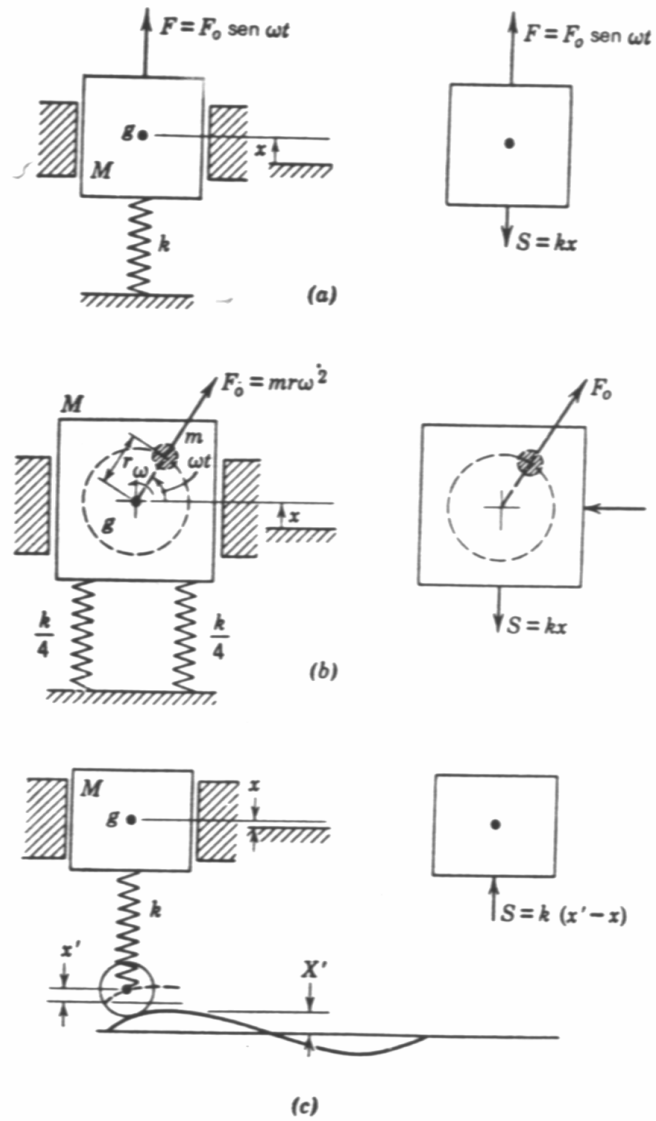 F = F₀ sen ωt
F = F₀ sen ωt
g
x
M
k
S = kx
(a)
F₀ = mrω²
M
F₀
m
r
ω
ωt
g
x
k/4
k/4
S = kx
(b)
M
x
g
k
S = k (x′ − x)
x′
X′
(c)